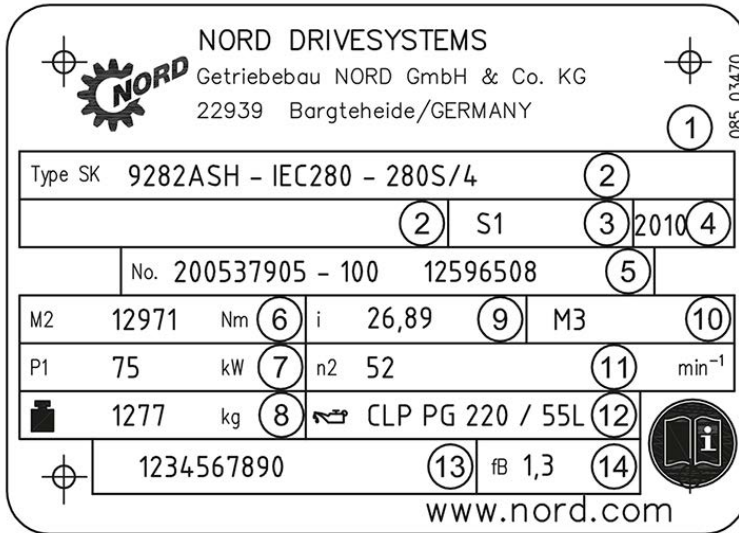 NORD DRIVESYSTEMS
NORD
Getriebebau NORD GmbH & Co. KG
22939 Bargteheide/GERMANY
085 03470
1
Type SK 9282ASH - IEC280 - 280S/4 2
2 S1 3 2010 4
No. 200537905 - 100 12596508 5
M2 12971 Nm 6 i 26,89 9 M3 10
P1 75 kW 7 n2 52 11 min⁻¹
1277 kg 8 CLP PG 220 / 55L 12
i
1234567890 13 fB 1,3 14
www.nord.com